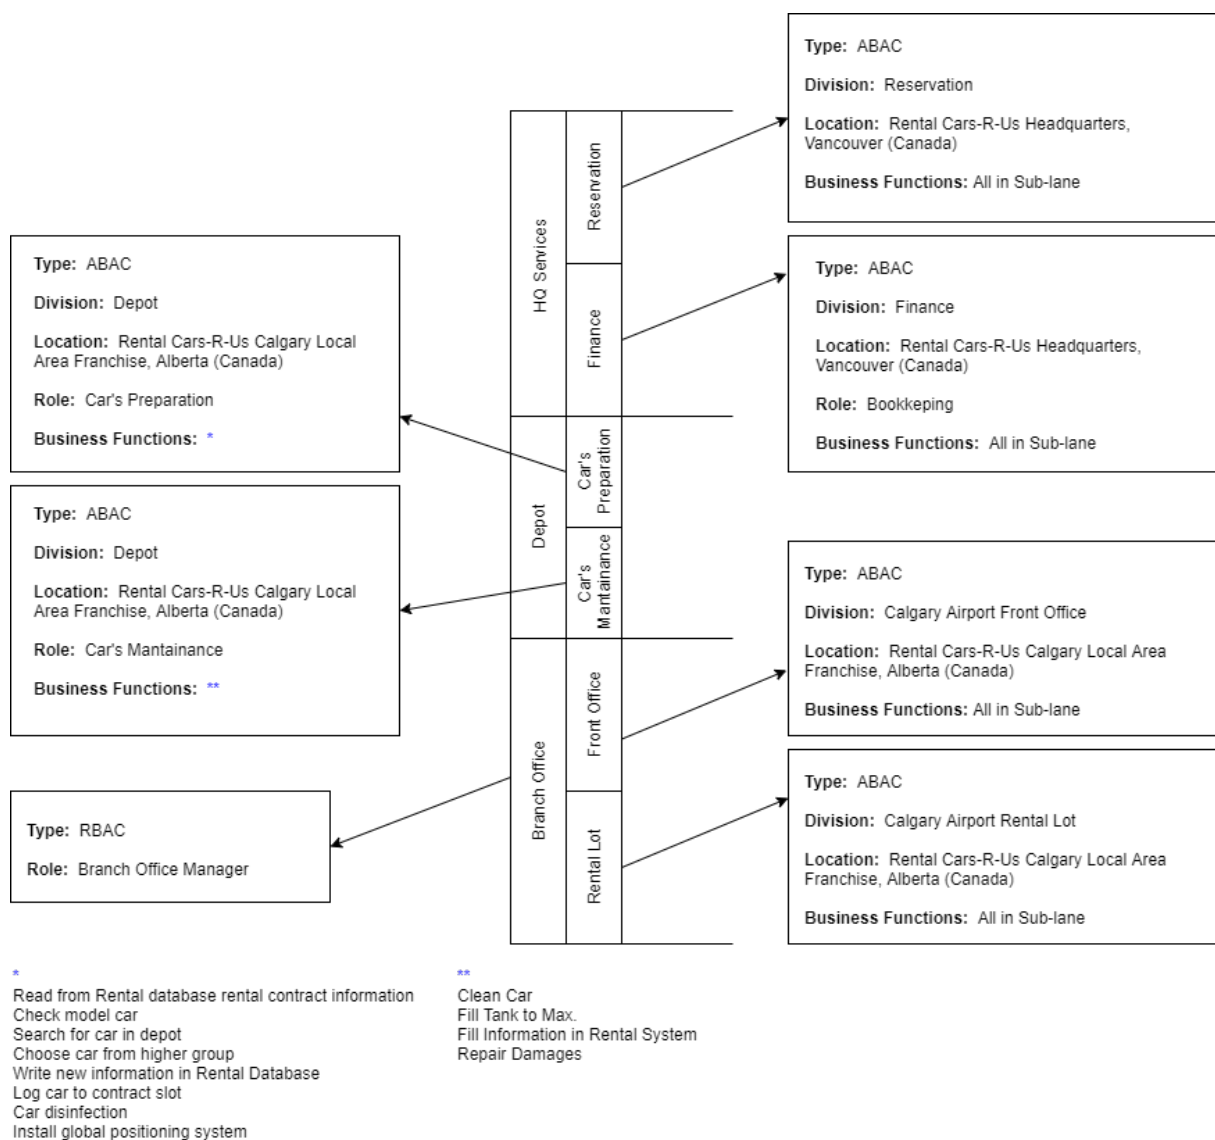 Type: ABAC
Division: Reservation
Location: Rental Cars-R-Us Headquarters,
Vancouver (Canada)
Business Functions: All in Sub-lane
Type: ABAC
Division: Finance
Location: Rental Cars-R-Us Headquarters,
Vancouver (Canada)
Role: Bookkeping
Business Functions: All in Sub-lane
Type: ABAC
Division: Depot
Location: Rental Cars-R-Us Calgary Local
Area Franchise, Alberta (Canada)
Role: Car's Preparation
Business Functions: *
Type: ABAC
Division: Depot
Location: Rental Cars-R-Us Calgary Local
Area Franchise, Alberta (Canada)
Role: Car's Mantainance
Business Functions: **
Type: RBAC
Role: Branch Office Manager
HQ Services
Reservation
Finance
Depot
Car's
Preparation
Car's
Mantainance
Branch Office
Front Office
Rental Lot
Type: ABAC
Division: Calgary Airport Front Office
Location: Rental Cars-R-Us Calgary Local Area
Franchise, Alberta (Canada)
Business Functions: All in Sub-lane
Type: ABAC
Division: Calgary Airport Rental Lot
Location: Rental Cars-R-Us Calgary Local Area
Franchise, Alberta (Canada)
Business Functions: All in Sub-lane
*
Read from Rental database rental contract information
Check model car
Search for car in depot
Choose car from higher group
Write new information in Rental Database
Log car to contract slot
Car disinfection
Install global positioning system
**
Clean Car
Fill Tank to Max.
Fill Information in Rental System
Repair Damages